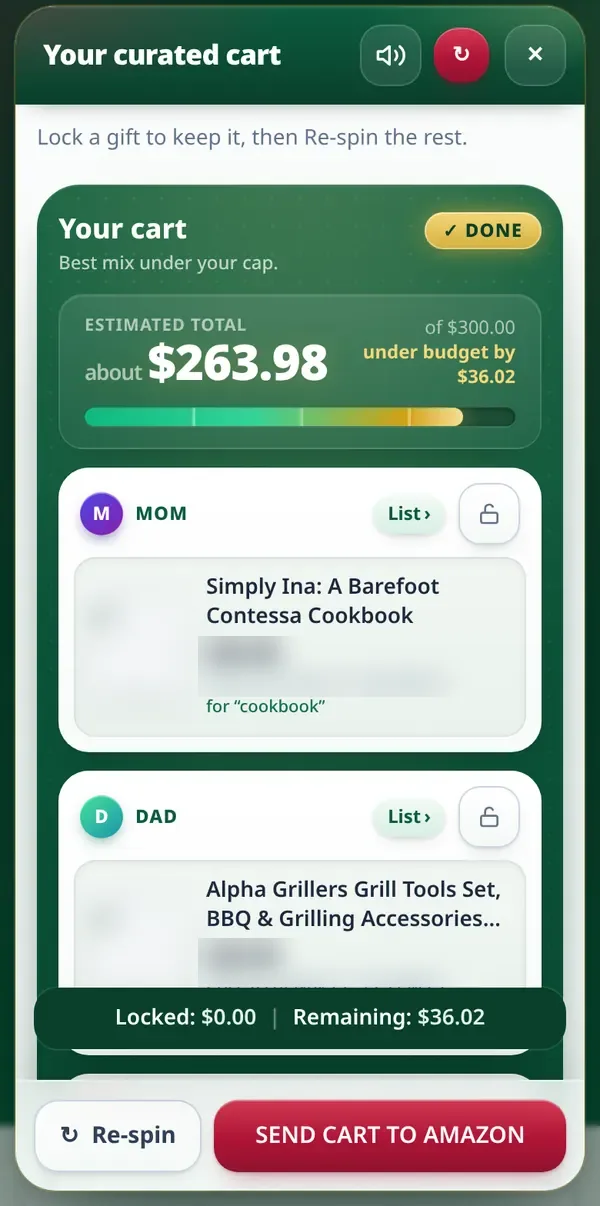 Your curated cart
Lock a gift to keep it, then Re-spin the rest.
Your cart
✓ DONE
Best mix under your cap.
ESTIMATED TOTAL
about $263.98
of $300.00
under budget by
$36.02
M MOM
List ›
Simply Ina: A Barefoot
Contessa Cookbook
for “cookbook”
D DAD
List ›
Alpha Grillers Grill Tools Set,
BBQ & Grilling Accessories...
Locked: $0.00 | Remaining: $36.02
↻ Re-spin
SEND CART TO AMAZON